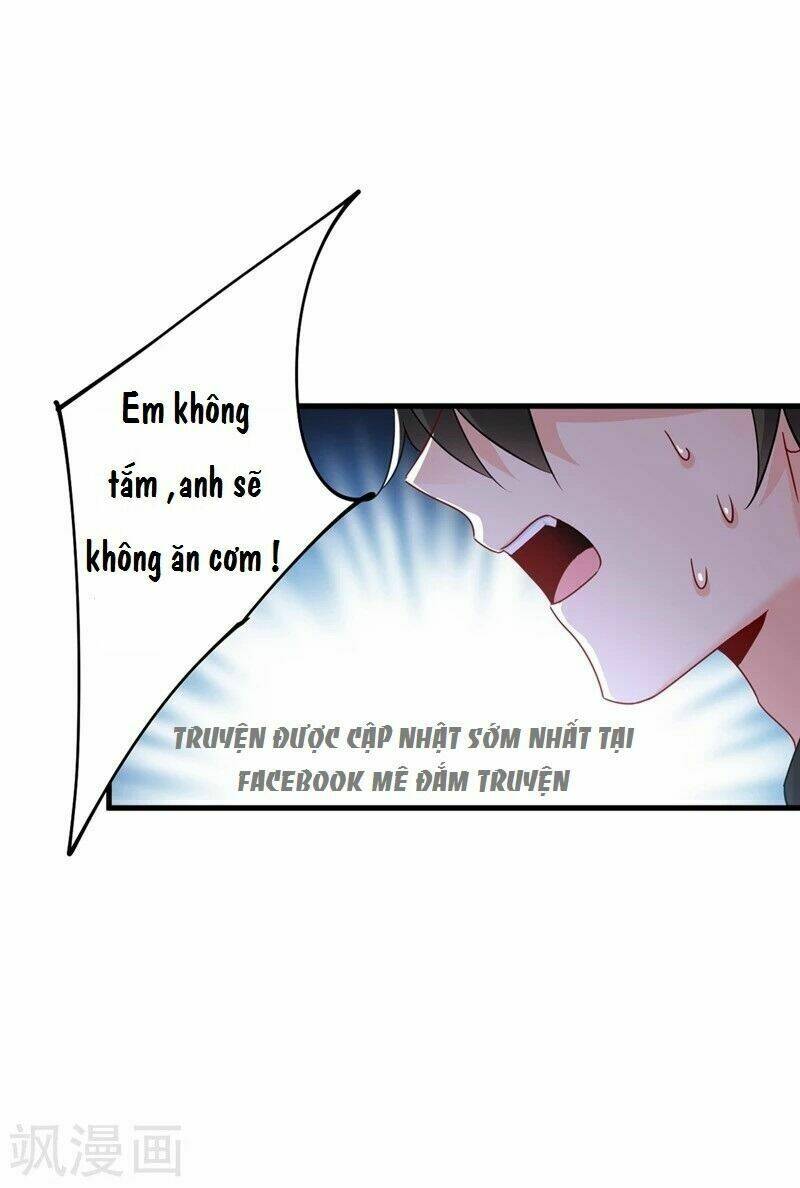 Em không
tắm ,anh sẽ
không ăn cơm !
TRUYỆN ĐƯỢC CẬP NHẬT SỚM NHẤT TẠI
FACEBOOK MÊ ĐẮM TRUYỆN
飒漫画